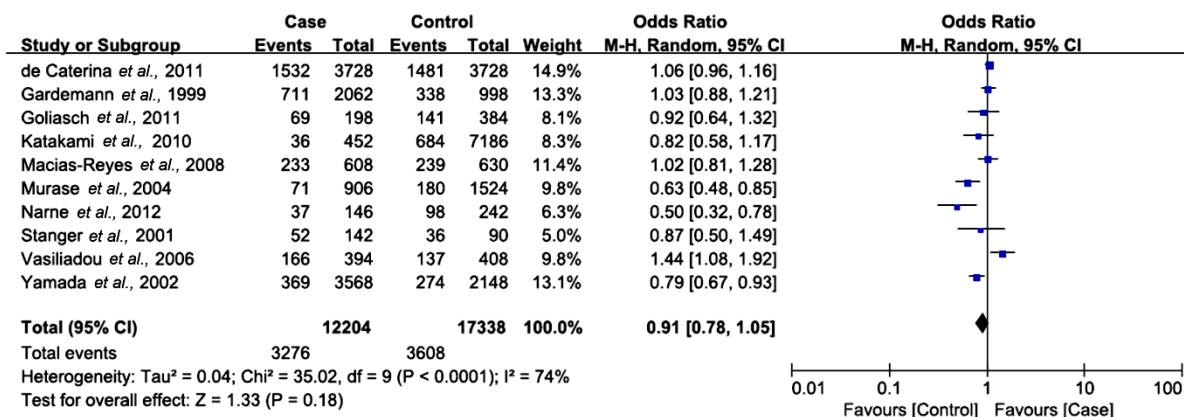 Case Control Odds Ratio Odds Ratio
Study or Subgroup Events Total Events Total Weight M-H, Random, 95% CI M-H, Random, 95% CI
de Caterina et al., 2011 1532 3728 1481 3728 14.9% 1.06 [0.96, 1.16]
Gardemann et al., 1999 711 2062 338 998 13.3% 1.03 [0.88, 1.21]
Goliasch et al., 2011 69 198 141 384 8.1% 0.92 [0.64, 1.32]
Katakami et al., 2010 36 452 684 7186 8.3% 0.82 [0.58, 1.17]
Macias-Reyes et al., 2008 233 608 239 630 11.4% 1.02 [0.81, 1.28]
Murase et al., 2004 71 906 180 1524 9.8% 0.63 [0.48, 0.85]
Narne et al., 2012 37 146 98 242 6.3% 0.50 [0.32, 0.78]
Stanger et al., 2001 52 142 36 90 5.0% 0.87 [0.50, 1.49]
Vasiliadou et al., 2006 166 394 137 408 9.8% 1.44 [1.08, 1.92]
Yamada et al., 2002 369 3568 274 2148 13.1% 0.79 [0.67, 0.93]
Total (95% CI) 12204 17338 100.0% 0.91 [0.78, 1.05]
Total events 3276 3608
Heterogeneity: Tau² = 0.04; Chi² = 35.02, df = 9 (P < 0.0001); I² = 74%
Test for overall effect: Z = 1.33 (P = 0.18)
0.01 0.1 1 10 100
Favours [Control] Favours [Case]